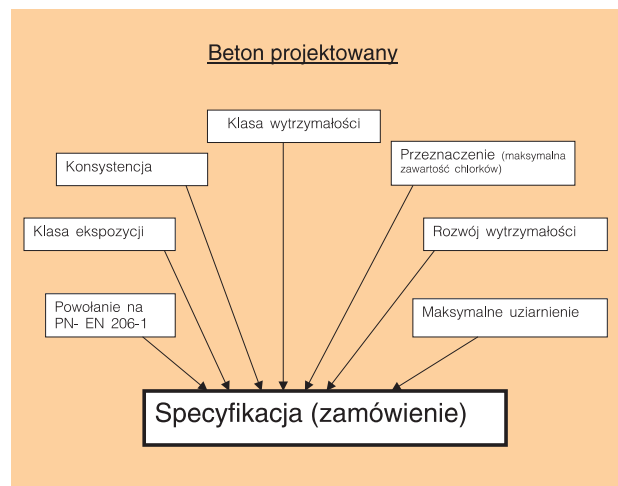 Beton projektowany
Klasa wytrzymałości
Konsystencja
Przeznaczenie (maksymalna
zawartość chlorków)
Klasa ekspozycji
Rozwój wytrzymałości
Powołanie na
PN- EN 206-1
Maksymalne uziarnienie
Specyfikacja (zamówienie)